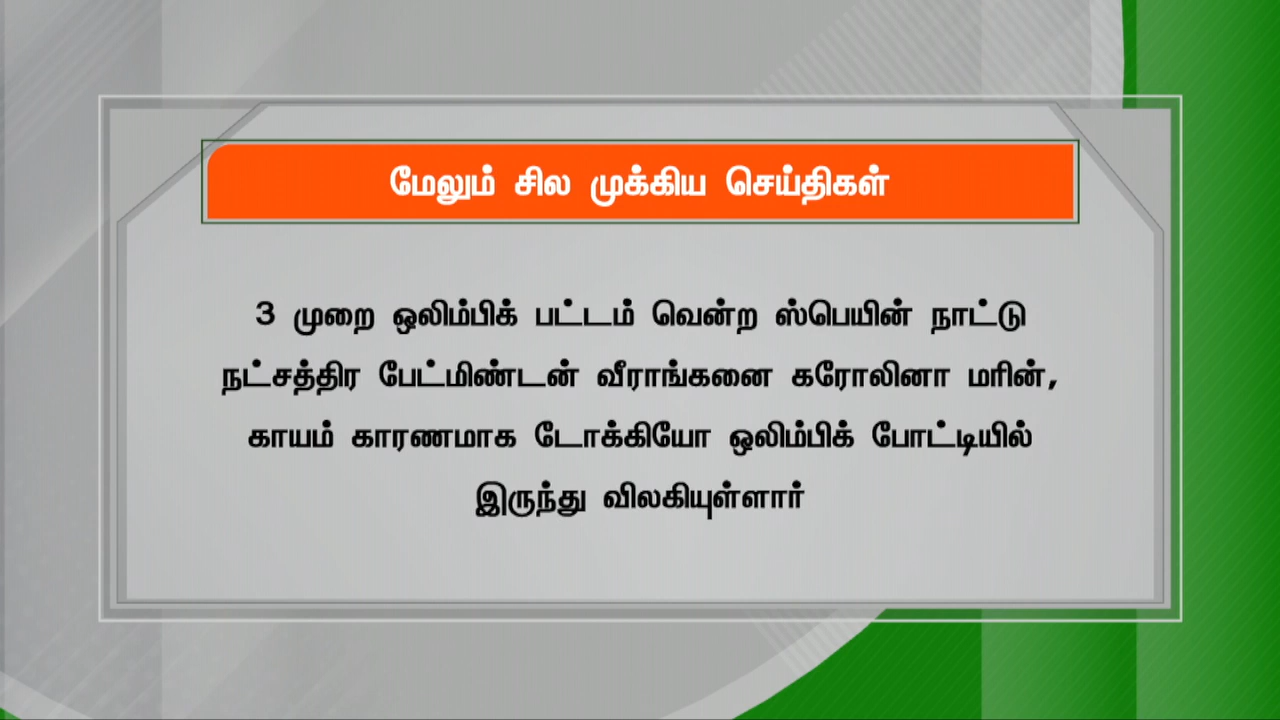 மேலும் சில முக்கிய செய்திகள்
3 முறை ஒலிம்பிக் பட்டம் வென்ற ஸ்பெயின் நாட்டு
நட்சத்திர பேட்மிண்டன் வீராங்கனை கரோலினா மரின்,
காயம் காரணமாக டோக்கியோ ஒலிம்பிக் போட்டியில்
இருந்து விலகியுள்ளார்